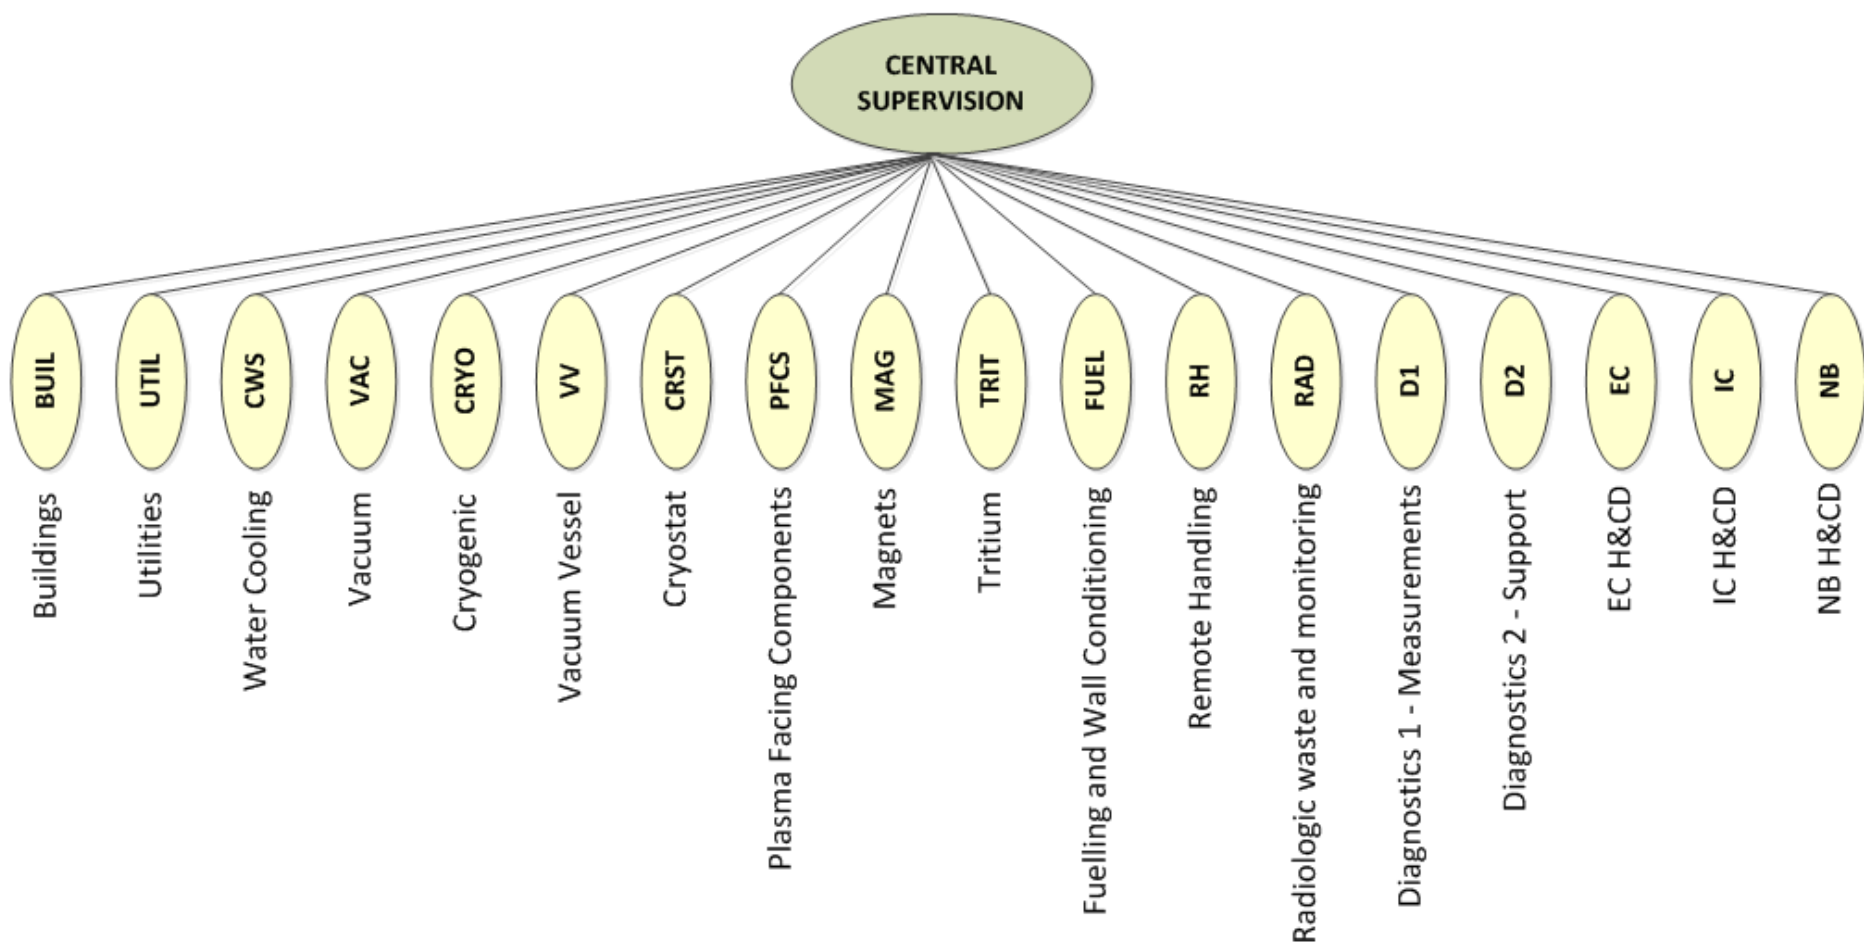 CENTRAL
SUPERVISION
BUIL
UTIL
CWS
VAC
CRYO
VV
CRST
PFCS
MAG
TRIT
FUEL
RH
RAD
D1
D2
EC
IC
NB
Buildings
Utilities
Water Cooling
Vacuum
Cryogenic
Vacuum Vessel
Cryostat
Plasma Facing Components
Magnets
Tritium
Fuelling and Wall Conditioning
Remote Handling
Radiologic waste and monitoring
Diagnostics 1 - Measurements
Diagnostics 2 - Support
EC H&CD
IC H&CD
NB H&CD